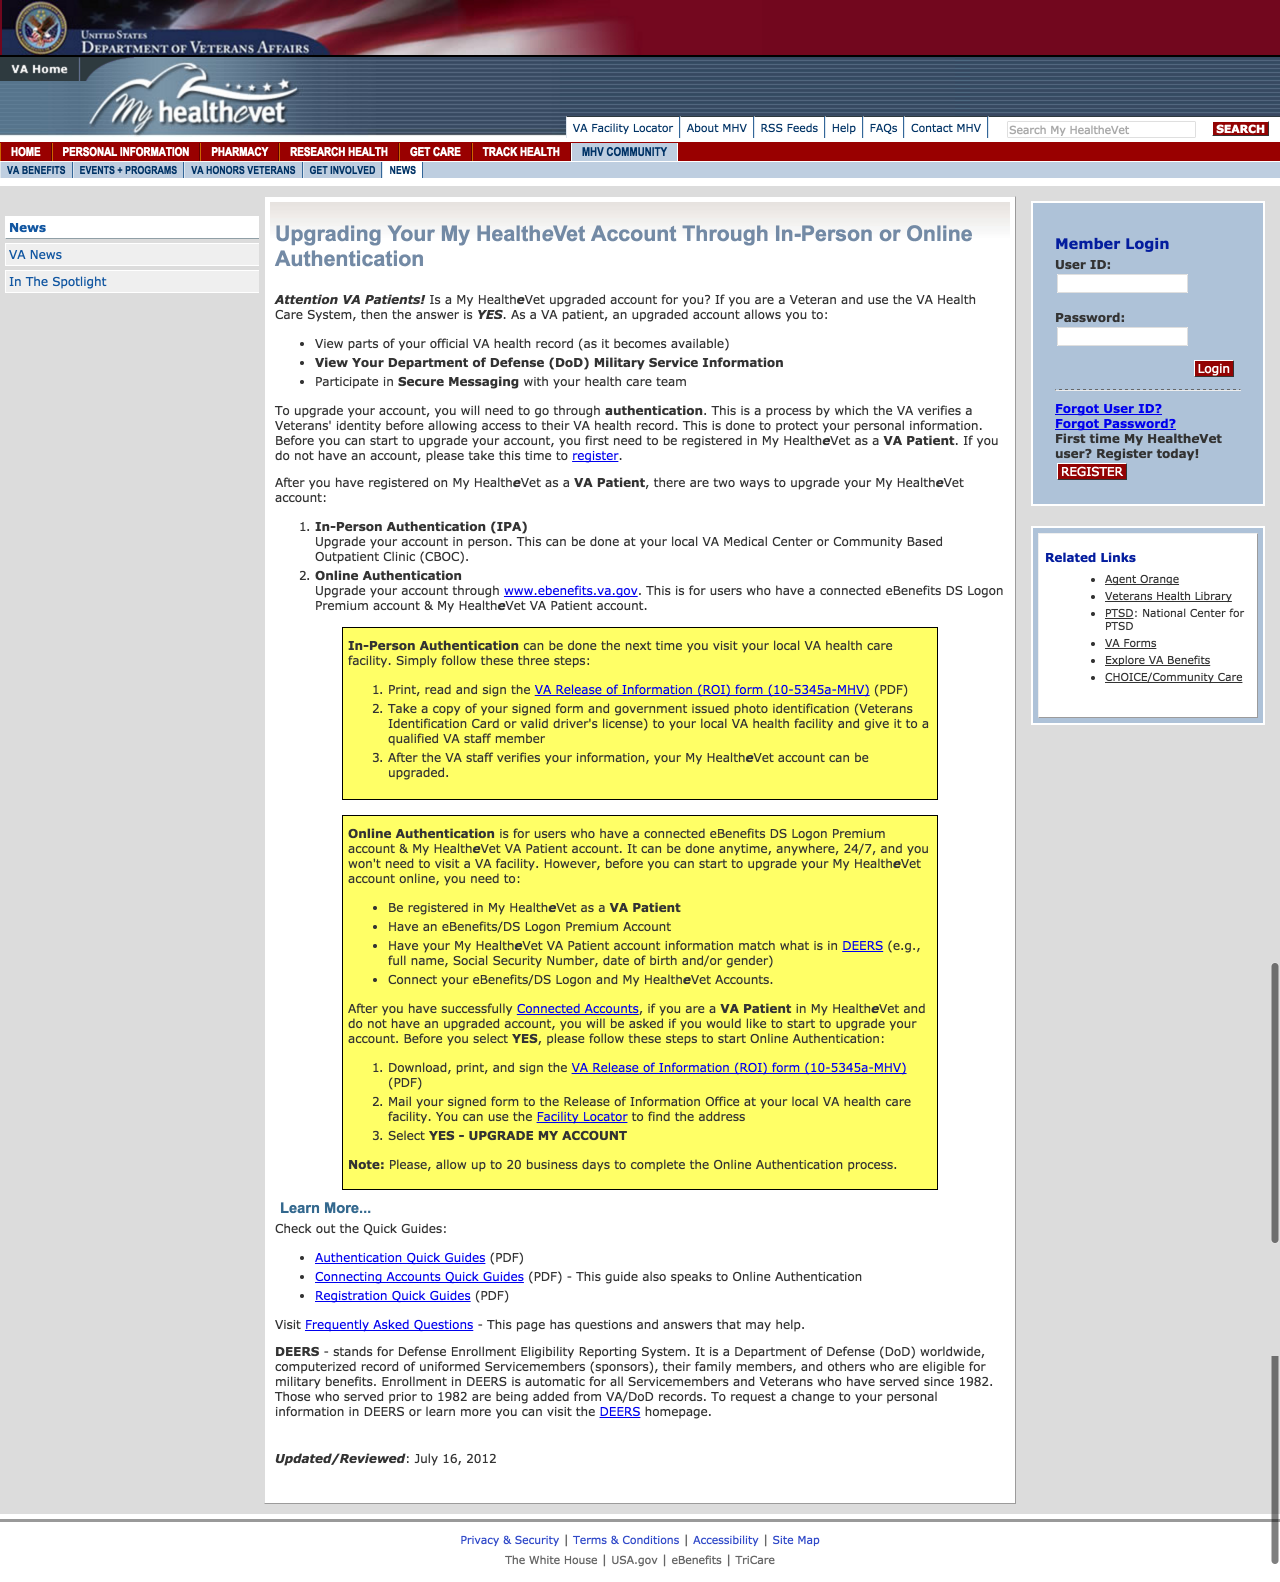 UNITED STATES
DEPARTMENT OF VETERANS AFFAIRS
VA Home
My healthevet
VA Facility Locator | About MHV | RSS Feeds | Help | FAQs | Contact MHV
Search My HealtheVet
SEARCH
HOME
PERSONAL INFORMATION
PHARMACY
RESEARCH HEALTH
GET CARE
TRACK HEALTH
MHV COMMUNITY
VA BENEFITS
EVENTS + PROGRAMS
VA HONORS VETERANS
GET INVOLVED
NEWS
News
VA News
In The Spotlight
Upgrading Your My HealtheVet Account Through In-Person or Online
Authentication
Attention VA Patients! Is a My HealtheVet upgraded account for you? If you are a Veteran and use the VA Health
Care System, then the answer is YES. As a VA patient, an upgraded account allows you to:
• View parts of your official VA health record (as it becomes available)
• View Your Department of Defense (DoD) Military Service Information
• Participate in Secure Messaging with your health care team
To upgrade your account, you will need to go through authentication. This is a process by which the VA verifies a
Veterans' identity before allowing access to their VA health record. This is done to protect your personal information.
Before you can start to upgrade your account, you first need to be registered in My HealtheVet as a VA Patient. If you
do not have an account, please take this time to register.
After you have registered on My HealtheVet as a VA Patient, there are two ways to upgrade your My HealtheVet
account:
1. In-Person Authentication (IPA)
Upgrade your account in person. This can be done at your local VA Medical Center or Community Based
Outpatient Clinic (CBOC).
2. Online Authentication
Upgrade your account through www.ebenefits.va.gov. This is for users who have a connected eBenefits DS Logon
Premium account & My HealtheVet VA Patient account.
In-Person Authentication can be done the next time you visit your local VA health care
facility. Simply follow these three steps:
1. Print, read and sign the VA Release of Information (ROI) form (10-5345a-MHV) (PDF)
2. Take a copy of your signed form and government issued photo identification (Veterans
Identification Card or valid driver's license) to your local VA health facility and give it to a
qualified VA staff member
3. After the VA staff verifies your information, your My HealtheVet account can be
upgraded.
Online Authentication is for users who have a connected eBenefits DS Logon Premium
account & My HealtheVet VA Patient account. It can be done anytime, anywhere, 24/7, and you
won't need to visit a VA facility. However, before you can start to upgrade your My HealtheVet
account online, you need to:
• Be registered in My HealtheVet as a VA Patient
• Have an eBenefits/DS Logon Premium Account
• Have your My HealtheVet VA Patient account information match what is in DEERS (e.g.,
full name, Social Security Number, date of birth and/or gender)
• Connect your eBenefits/DS Logon and My HealtheVet Accounts.
After you have successfully Connected Accounts, if you are a VA Patient in My HealtheVet and
do not have an upgraded account, you will be asked if you would like to start to upgrade your
account. Before you select YES, please follow these steps to start Online Authentication:
1. Download, print, and sign the VA Release of Information (ROI) form (10-5345a-MHV)
(PDF)
2. Mail your signed form to the Release of Information Office at your local VA health care
facility. You can use the Facility Locator to find the address
3. Select YES - UPGRADE MY ACCOUNT
Note: Please, allow up to 20 business days to complete the Online Authentication process.
Learn More...
Check out the Quick Guides:
• Authentication Quick Guides (PDF)
• Connecting Accounts Quick Guides (PDF) - This guide also speaks to Online Authentication
• Registration Quick Guides (PDF)
Visit Frequently Asked Questions - This page has questions and answers that may help.
DEERS - stands for Defense Enrollment Eligibility Reporting System. It is a Department of Defense (DoD) worldwide,
computerized record of uniformed Servicemembers (sponsors), their family members, and others who are eligible for
military benefits. Enrollment in DEERS is automatic for all Servicemembers and Veterans who have served since 1982.
Those who served prior to 1982 are being added from VA/DoD records. To request a change to your personal
information in DEERS or learn more you can visit the DEERS homepage.
Updated/Reviewed: July 16, 2012
Member Login
User ID:
Password:
Login
Forgot User ID?
Forgot Password?
First time My HealtheVet
user? Register today!
REGISTER
Related Links
• Agent Orange
• Veterans Health Library
• PTSD: National Center for
PTSD
• VA Forms
• Explore VA Benefits
• CHOICE/Community Care
Privacy & Security | Terms & Conditions | Accessibility | Site Map
The White House | USA.gov | eBenefits | TriCare